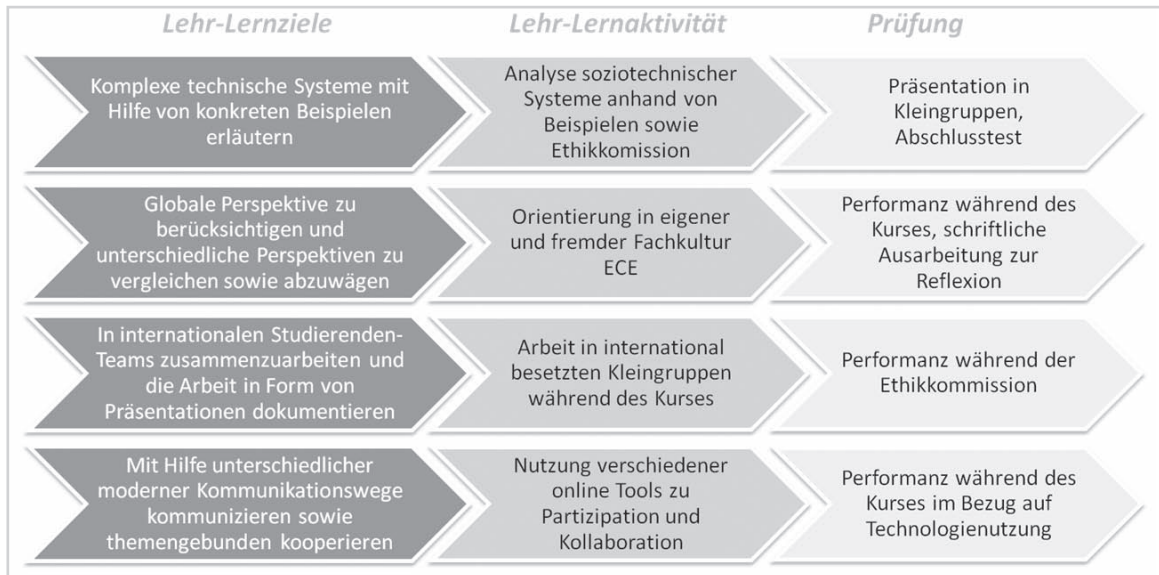 Lehr-Lernziele
Lehr-Lernaktivität
Prüfung
Komplexe technische Systeme mit
Hilfe von konkreten Beispielen
erläutern
Analyse soziotechnischer
Systeme anhand von
Beispielen sowie
Ethikkomission
Präsentation in
Kleingruppen,
Abschlusstest
Globale Perspektive zu
berücksichtigen und
unterschiedliche Perspektiven zu
vergleichen sowie abzuwägen
Orientierung in eigener
und fremder Fachkultur
ECE
Performanz während des
Kurses, schriftliche
Ausarbeitung zur
Reflexion
In internationalen Studierenden-
Teams zusammenzuarbeiten und
die Arbeit in Form von
Präsentationen dokumentieren
Arbeit in international
besetzten Kleingruppen
während des Kurses
Performanz während der
Ethikkommission
Mit Hilfe unterschiedlicher
moderner Kommunikationswege
kommunizieren sowie
themengebunden kooperieren
Nutzung verschiedener
online Tools zu
Partizipation und
Kollaboration
Performanz während des
Kurses im Bezug auf
Technologienutzung